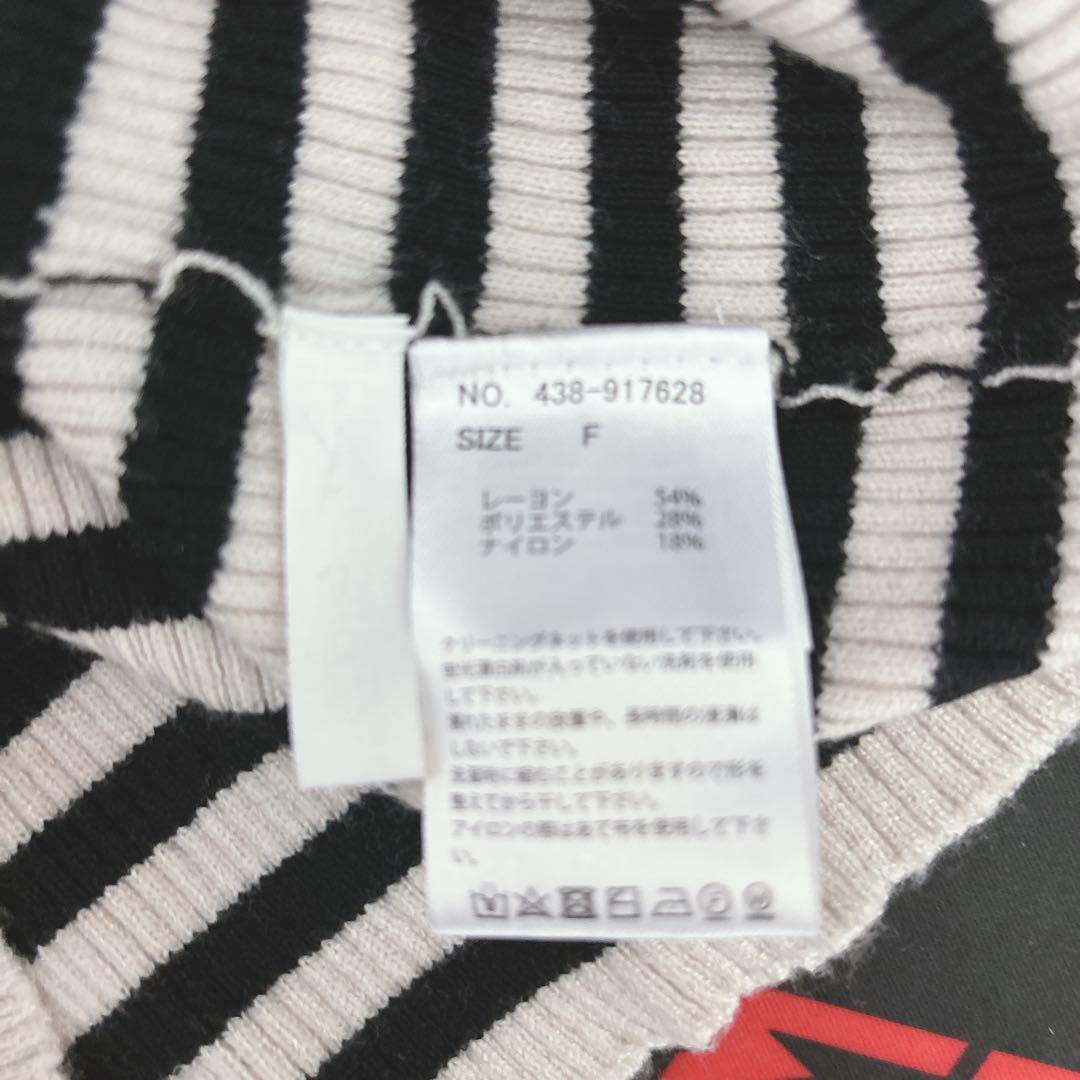 NO. 438-917628
SIZE F
レーヨン 54%
ポリエステル 28%
ナイロン 18%
クリーニングネットを使用して下さい。
蛍光増白剤が入っていない洗剤を使用
して下さい。
濡れたままの放置や、長時間の浸漬は
しないで下さい。
洗濯時に縮むことがありますので形を
整えてから干して下さい。
アイロンの際はあて布を使用して下さ
い。